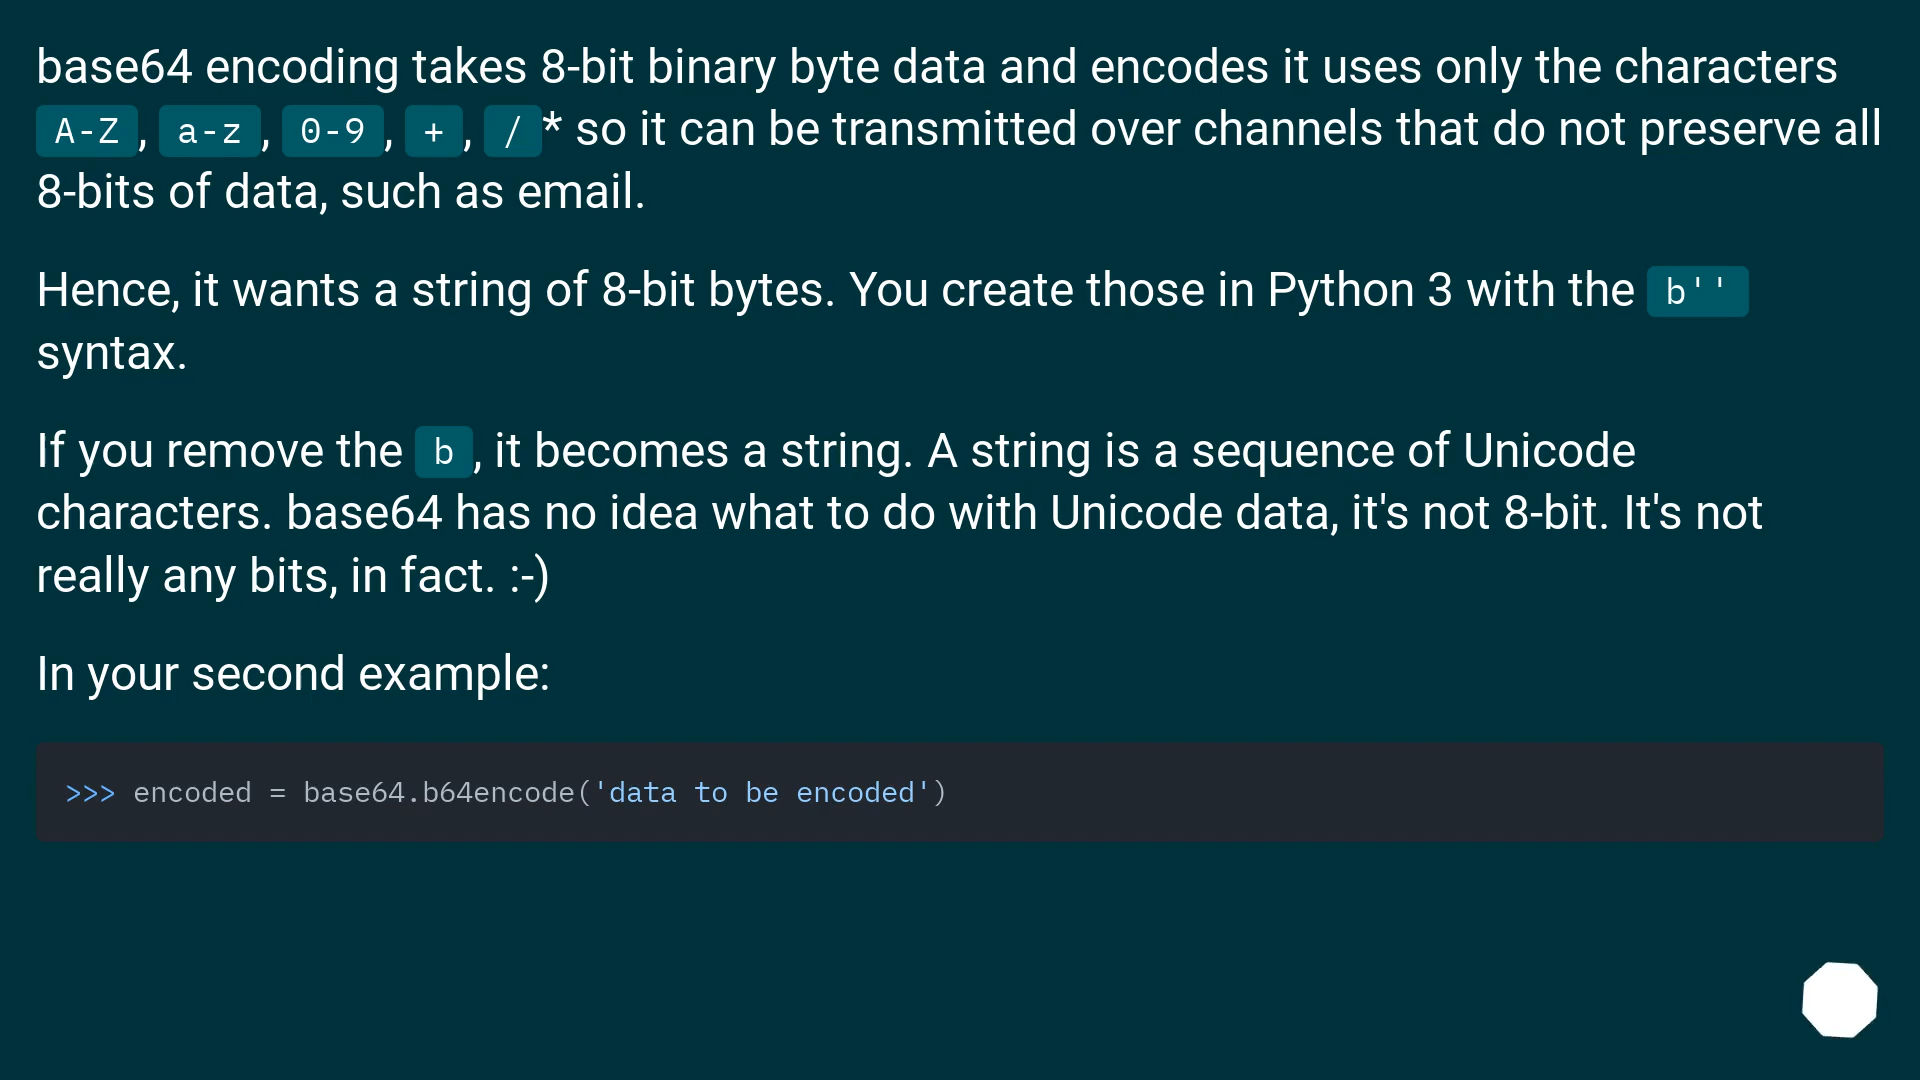 base64 encoding takes 8-bit binary byte data and encodes it uses only the characters
A-Z, a-z, 0-9, +, /* so it can be transmitted over channels that do not preserve all
8-bits of data, such as email.
Hence, it wants a string of 8-bit bytes. You create those in Python 3 with the b''
syntax.
If you remove the b, it becomes a string. A string is a sequence of Unicode
characters. base64 has no idea what to do with Unicode data, it's not 8-bit. It's not
really any bits, in fact. :-)
In your second example:
>>> encoded = base64.b64encode('data to be encoded')